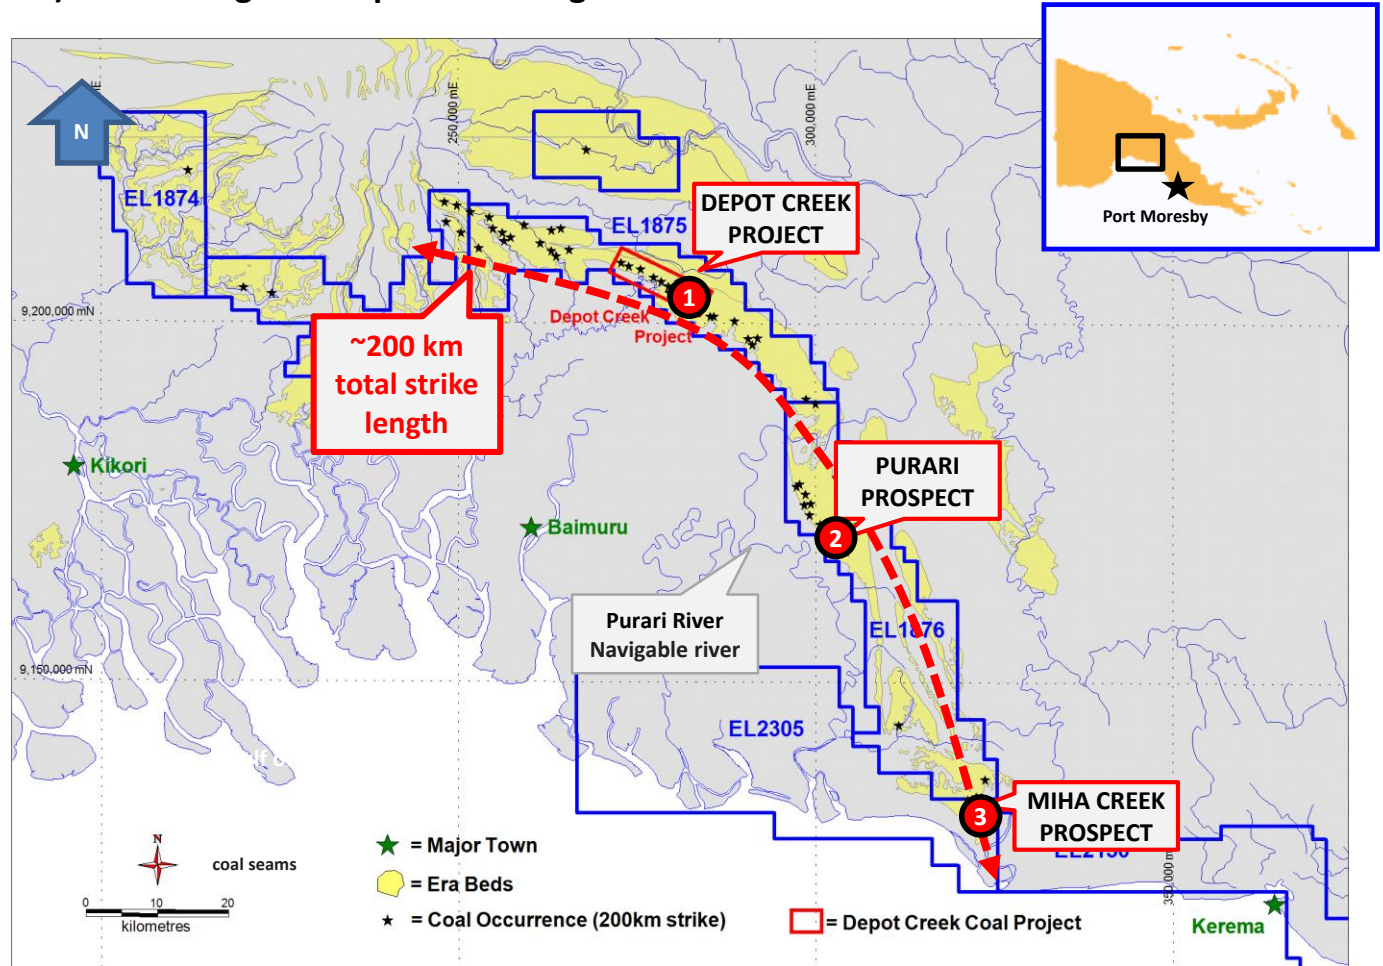 N
Port Moresby
250,000 mE
300,000 mE
EL1874
EL1875
DEPOT CREEK
PROJECT
9,200,000 mN
Depot Creek
Project
1
~200 km
total strike
length
Kikori
Baimuru
PURARI
PROSPECT
2
Purari River
Navigable river
EL1876
9,150,000 mN
EL2305
MIHA CREEK
PROSPECT
3
350,000 m
N
coal seams
0 10 20
kilometres
= Major Town
= Era Beds
= Coal Occurrence (200km strike)
= Depot Creek Coal Project
Kerema